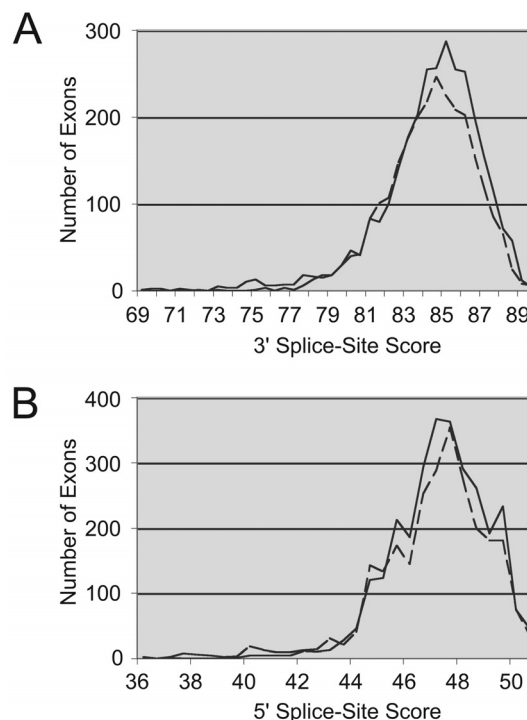 A
300
200
100
0
Number of Exons
69 71 73 75 77 79 81 83 85 87 89
3' Splice-Site Score
B
400
300
200
100
0
Number of Exons
36 38 40 42 44 46 48 50
5' Splice-Site Score